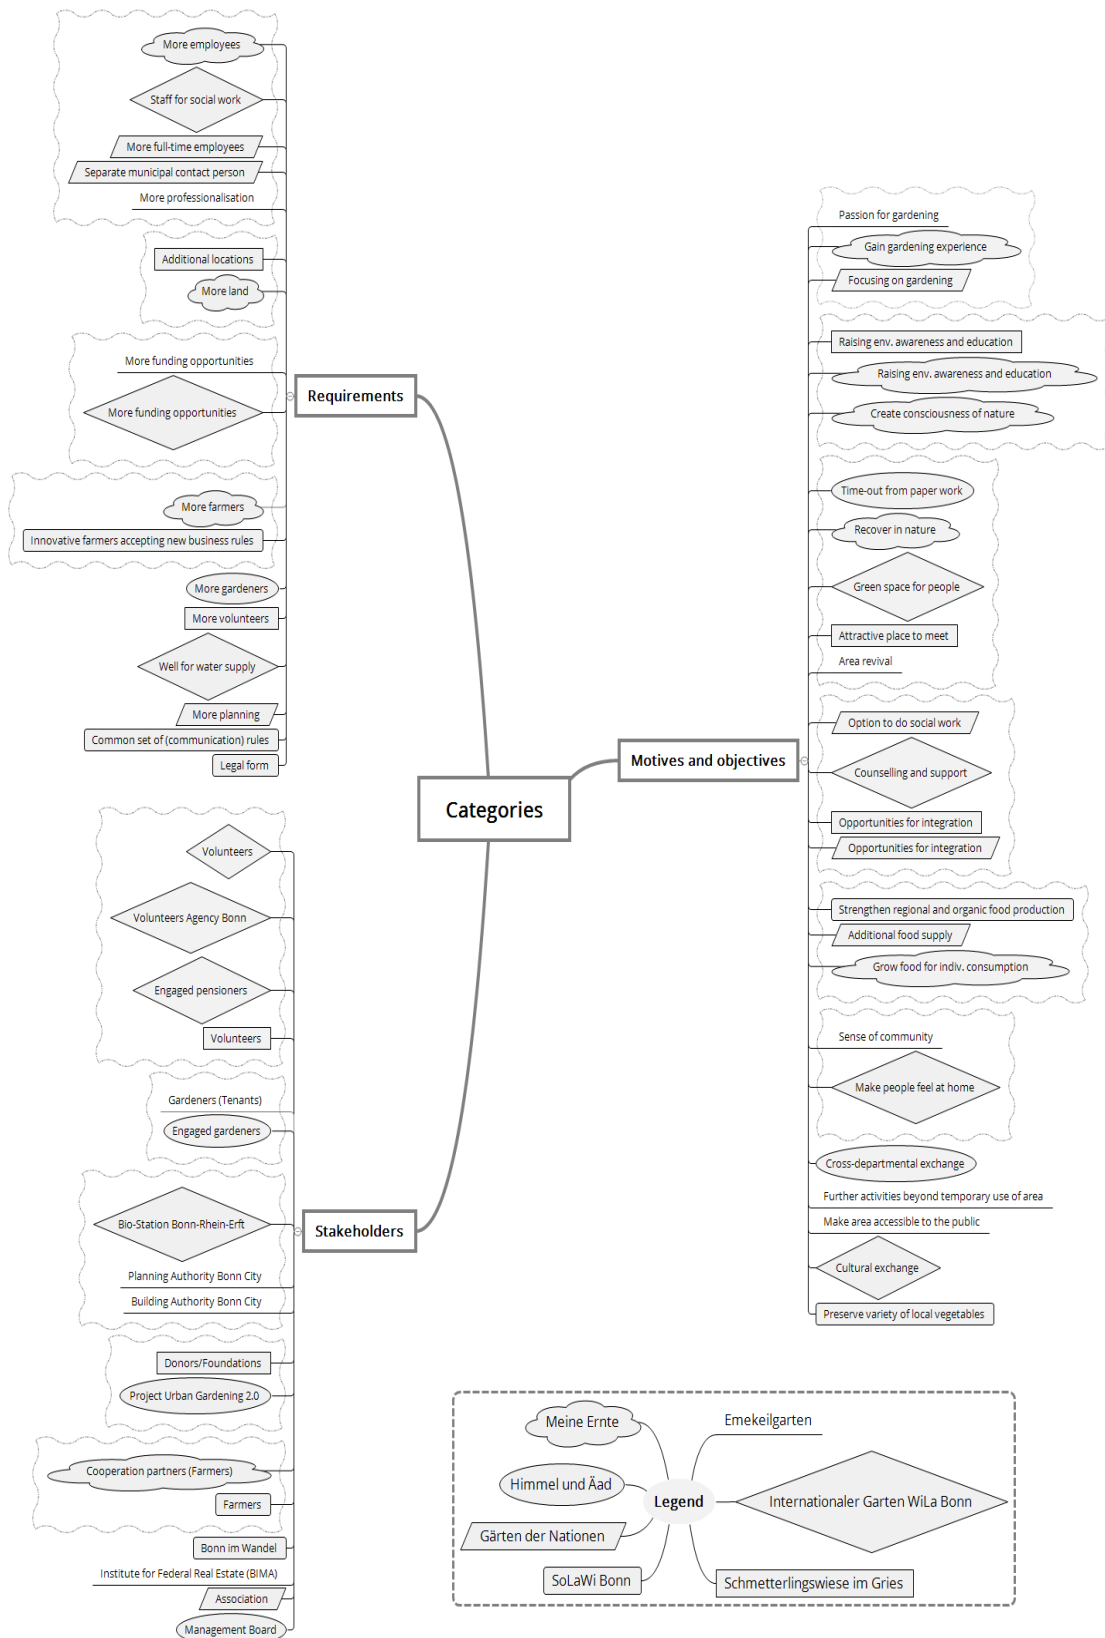 More employees
Staff for social work
More full-time employees
Separate municipal contact person
More professionalisation
Additional locations
More land
More funding opportunities
More funding opportunities
More farmers
Innovative farmers accepting new business rules
More gardeners
More volunteers
Well for water supply
More planning
Common set of (communication) rules
Legal form
Requirements
Categories
Volunteers
Volunteers Agency Bonn
Engaged pensioners
Volunteers
Gardeners (Tenants)
Engaged gardeners
Bio-Station Bonn-Rhein-Erft
Planning Authority Bonn City
Building Authority Bonn City
Donors/Foundations
Project Urban Gardening 2.0
Cooperation partners (Farmers)
Farmers
Bonn im Wandel
Institute for Federal Real Estate (BIMA)
Association
Management Board
Stakeholders
Motives and objectives
Passion for gardening
Gain gardening experience
Focusing on gardening
Raising env. awareness and education
Raising env. awareness and education
Create consciousness of nature
Time-out from paper work
Recover in nature
Green space for people
Attractive place to meet
Area revival
Option to do social work
Counselling and support
Opportunities for integration
Opportunities for integration
Strengthen regional and organic food production
Additional food supply
Grow food for indiv. consumption
Sense of community
Make people feel at home
Cross-departmental exchange
Further activities beyond temporary use of area
Make area accessible to the public
Cultural exchange
Preserve variety of local vegetables
Legend
Meine Ernte
Himmel und Äad
Gärten der Nationen
SoLaWi Bonn
Emekeilgarten
Internationaler Garten WiLa Bonn
Schmetterlingswiese im Gries